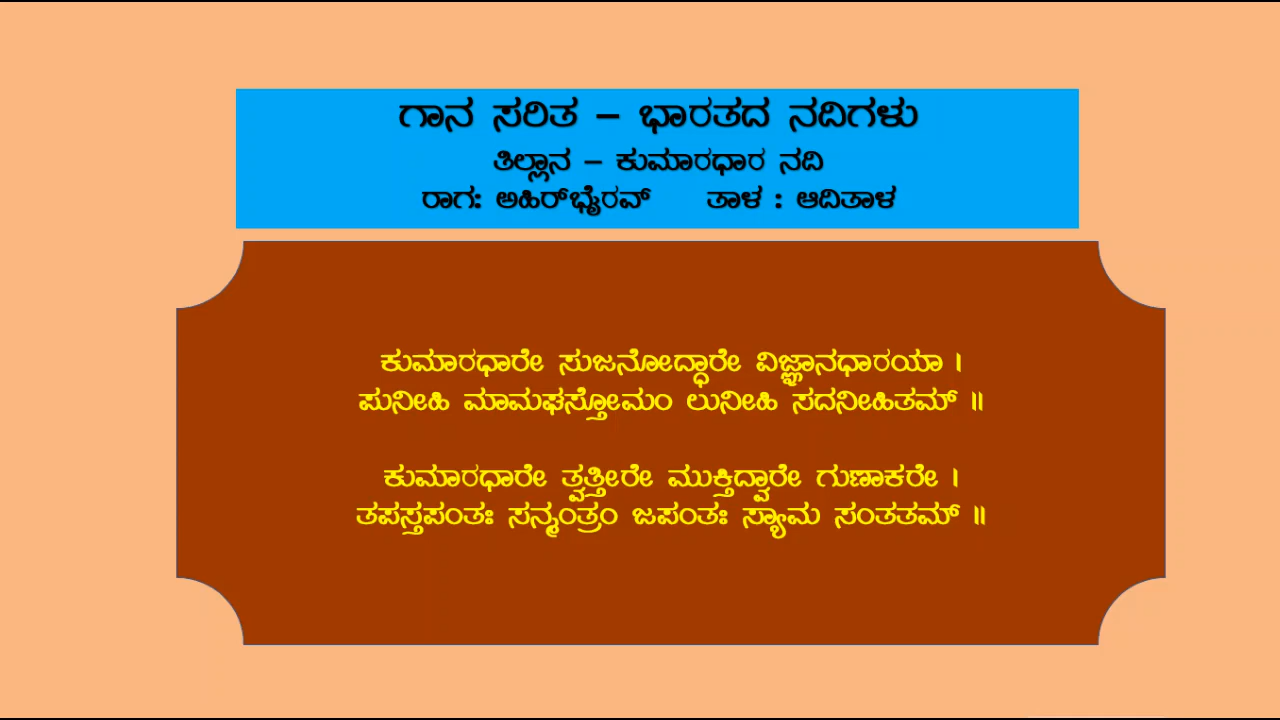 ಗಾನ ಸರಿತ – ಭಾರತದ ನದಿಗಳು
ತಿಲ್ಲಾನ – ಕುಮಾರಧಾರ ನದಿ
ರಾಗ: ಅಹಿರ್‌ಭೈರವ್ ತಾಳ : ಆದಿತಾಳ
ಕುಮಾರಧಾರೇ ಸುಜನೋದ್ಧಾರೇ ವಿಜ್ಞಾನಧಾರಯಾ ।
ಪುನೀಹಿ ಮಾಮಘಸ್ತೋಮಂ ಲುನೀಹಿ ಸದನೀಹಿತಮ್ ॥
ಕುಮಾರಧಾರೇ ತ್ವತ್ತೀರೇ ಮುಕ್ತಿದ್ವಾರೇ ಗುಣಾಕರೇ ।
ತಪಸ್ತಪಂತಃ ಸನ್ಮಂತ್ರಂ ಜಪಂತಃ ಸ್ಯಾಮ ಸಂತತಮ್ ॥